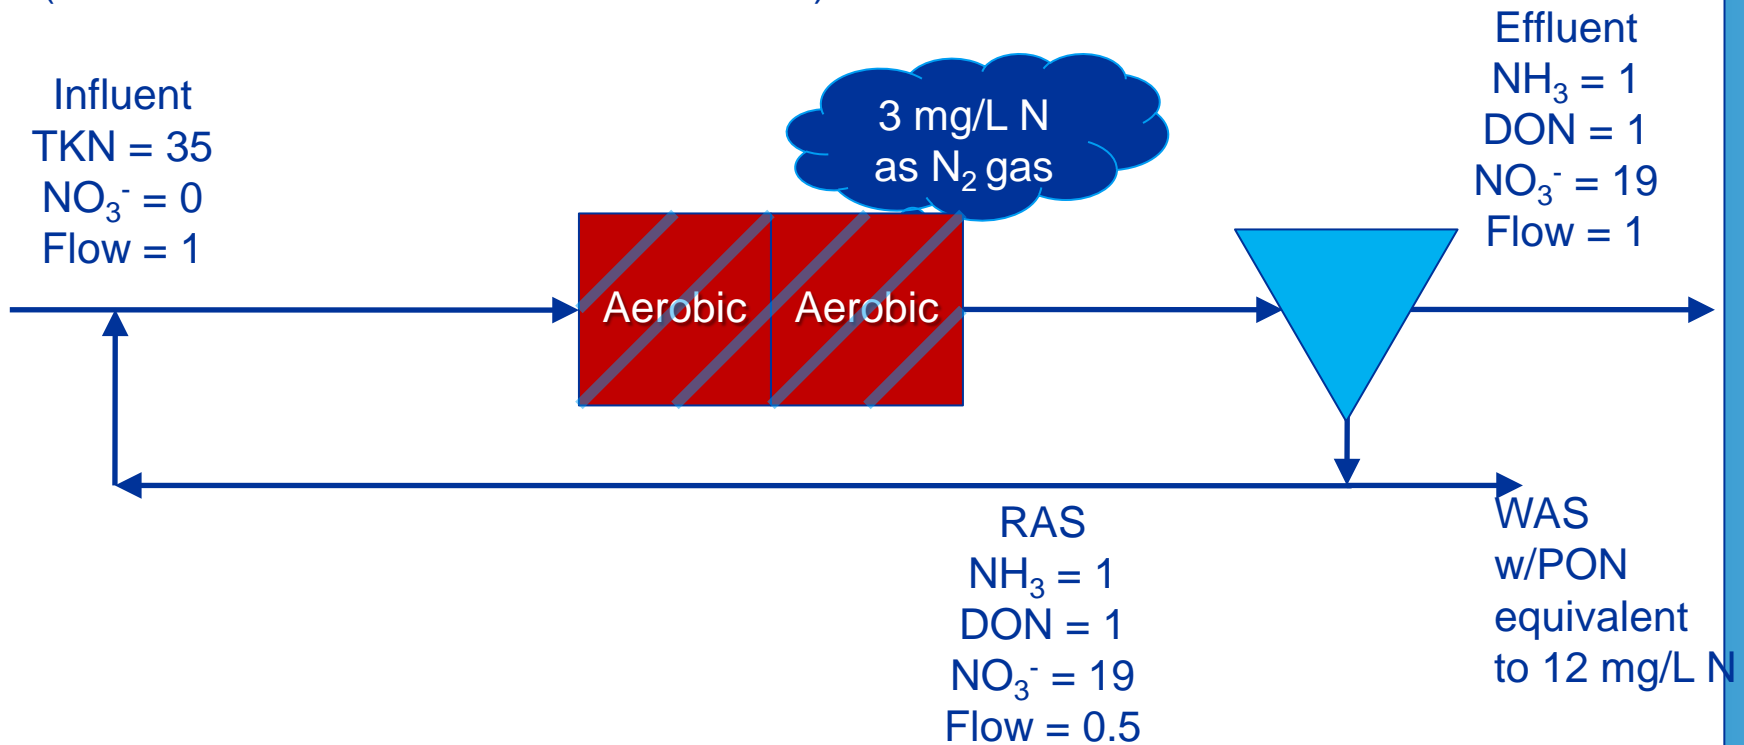 Influent
TKN = 35
NO₃⁻ = 0
Flow = 1
3 mg/L N
as N₂ gas
Effluent
NH₃ = 1
DON = 1
NO₃⁻ = 19
Flow = 1
Aerobic
Aerobic
RAS
NH₃ = 1
DON = 1
NO₃⁻ = 19
Flow = 0.5
WAS
w/PON
equivalent
to 12 mg/L N